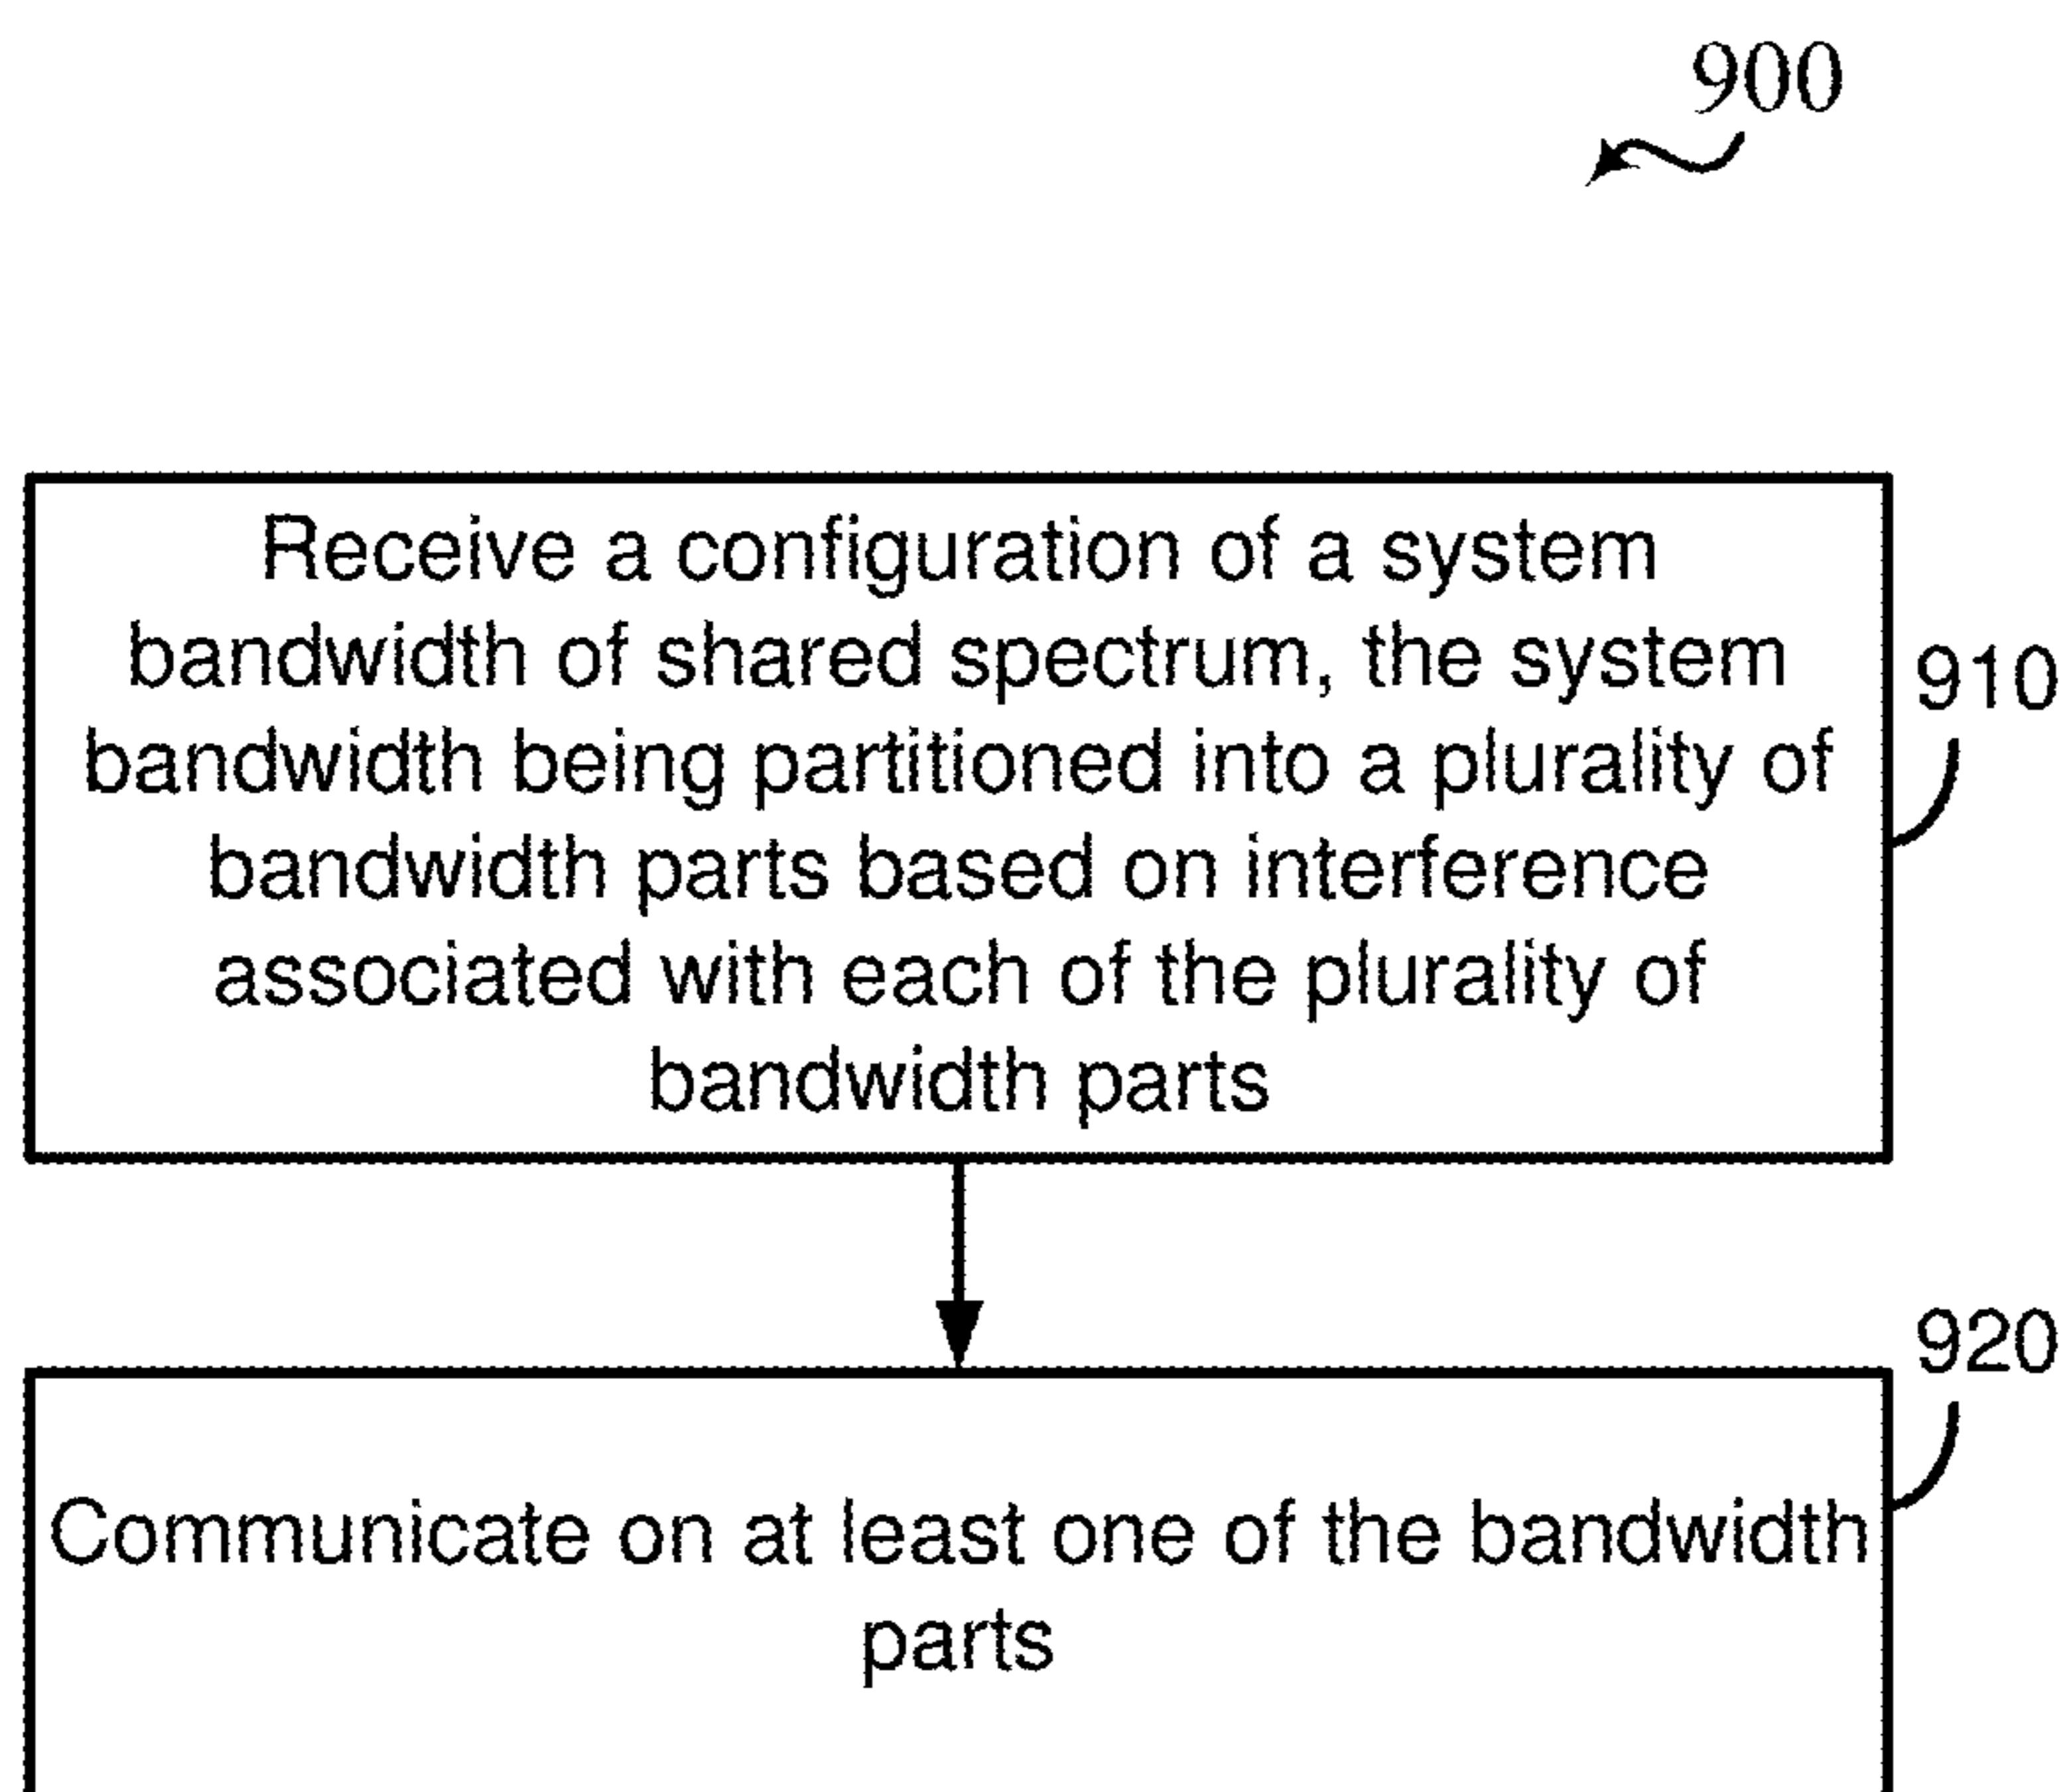 900
Receive a configuration of a system
bandwidth of shared spectrum, the system
bandwidth being partitioned into a plurality of
bandwidth parts based on interference
associated with each of the plurality of
bandwidth parts
910
920
Communicate on at least one of the bandwidth
parts